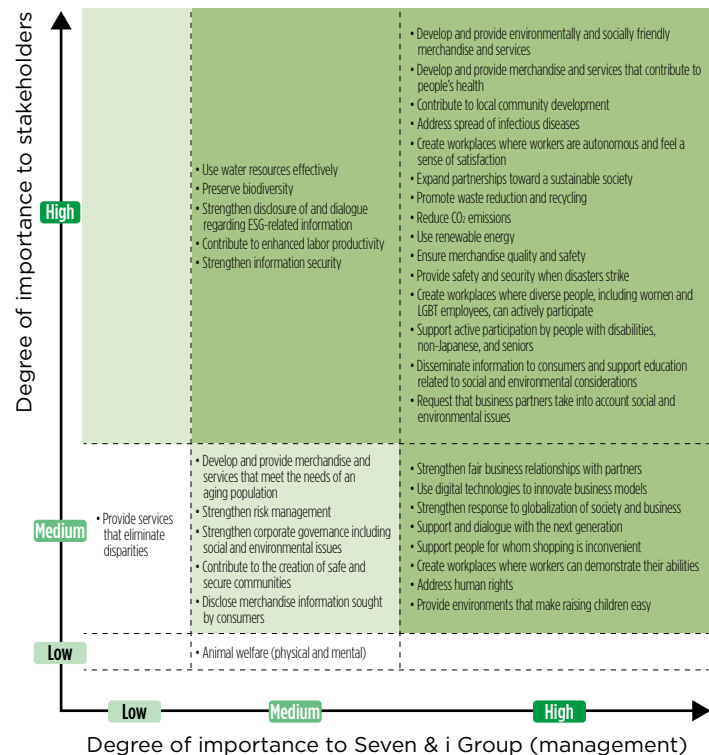 Degree of importance to stakeholders
High
Medium
Low
• Use water resources effectively
• Preserve biodiversity
• Strengthen disclosure of and dialogue
regarding ESG-related information
• Contribute to enhanced labor productivity
• Strengthen information security
• Develop and provide environmentally and socially friendly
merchandise and services
• Develop and provide merchandise and services that contribute to
people's health
• Contribute to local community development
• Address spread of infectious diseases
• Create workplaces where workers are autonomous and feel a
sense of satisfaction
• Expand partnerships toward a sustainable society
• Promote waste reduction and recycling
• Reduce CO₂ emissions
• Use renewable energy
• Ensure merchandise quality and safety
• Provide safety and security when disasters strike
• Create workplaces where diverse people, including women and
LGBT employees, can actively participate
• Support active participation by people with disabilities,
non-Japanese, and seniors
• Disseminate information to consumers and support education
related to social and environmental considerations
• Request that business partners take into account social and
environmental issues
• Provide services
that eliminate
disparities
• Develop and provide merchandise and
services that meet the needs of an
aging population
• Strengthen risk management
• Strengthen corporate governance including
social and environmental issues
• Contribute to the creation of safe and
secure communities
• Disclose merchandise information sought
by consumers
• Strengthen fair business relationships with partners
• Use digital technologies to innovate business models
• Strengthen response to globalization of society and business
• Support and dialogue with the next generation
• Support people for whom shopping is inconvenient
• Create workplaces where workers can demonstrate their abilities
• Address human rights
• Provide environments that make raising children easy
• Animal welfare (physical and mental)
Low
Medium
High
Degree of importance to Seven & i Group (management)